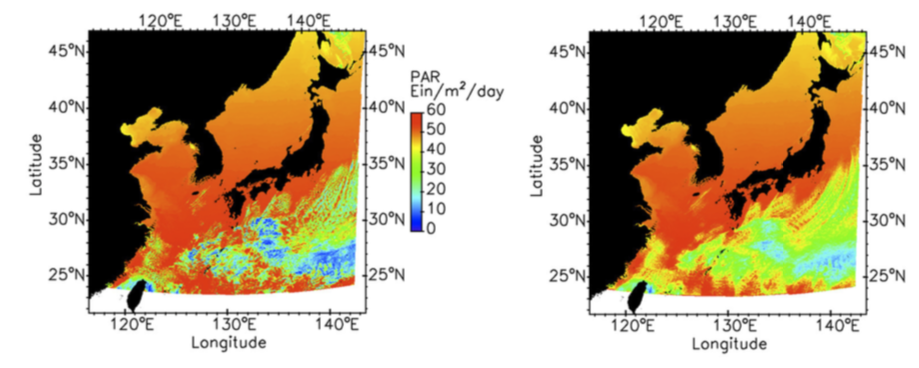 120°E 130°E 140°E
45°N 45°N
40°N 40°N
35°N 35°N
30°N 30°N
25°N 25°N
120°E 130°E 140°E
Longitude
Latitude
PAR
Ein/m²/day
60
50
40
30
20
10
0
120°E 130°E 140°E
45°N 45°N
40°N 40°N
35°N 35°N
30°N 30°N
25°N 25°N
120°E 130°E 140°E
Longitude
Latitude